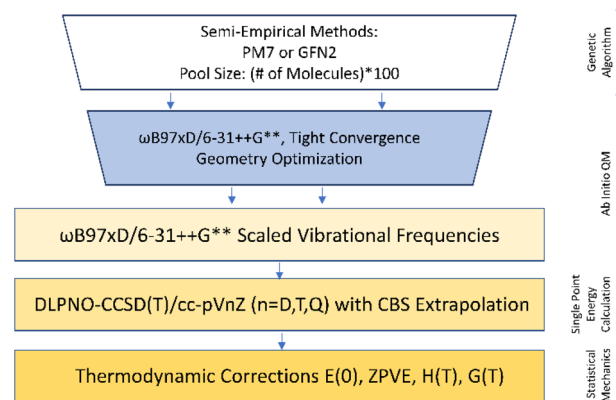 Semi-Empirical Methods:
PM7 or GFN2
Pool Size: (# of Molecules)*100
Genetic
Algorithm
ωB97xD/6-31++G**, Tight Convergence
Geometry Optimization
Ab Initio QM
ωB97xD/6-31++G** Scaled Vibrational Frequencies
DLPNO-CCSD(T)/cc-pVnZ (n=D,T,Q) with CBS Extrapolation
Single Point
Energy
Calculation
Thermodynamic Corrections E(0), ZPVE, H(T), G(T)
Statistical
Mechanics